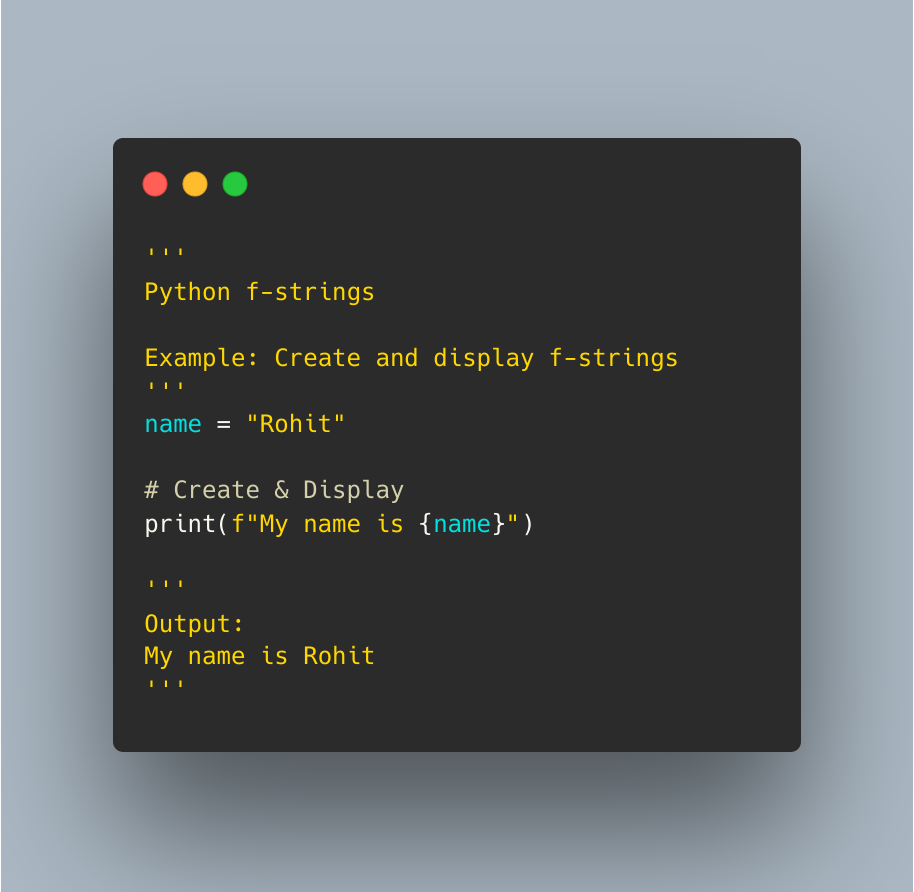 '''
Python f-strings
Example: Create and display f-strings
'''
name = "Rohit"
# Create & Display
print(f"My name is {name}")
'''
Output:
My name is Rohit
'''